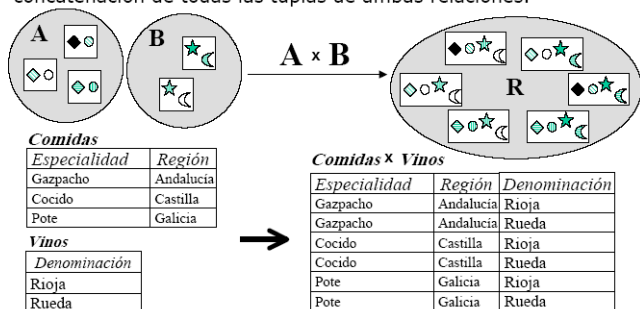 concatenación de todas las tuplas de ambas relaciones.
A
B
A x B
R
Comidas
Especialidad Región
Gazpacho Andalucía
Cocido Castilla
Pote Galicia
Vinos
Denominación
Rioja
Rueda
Comidas x Vinos
Especialidad Región Denominación
Gazpacho Andalucía Rioja
Gazpacho Andalucía Rueda
Cocido Castilla Rioja
Cocido Castilla Rueda
Pote Galicia Rioja
Pote Galicia Rueda